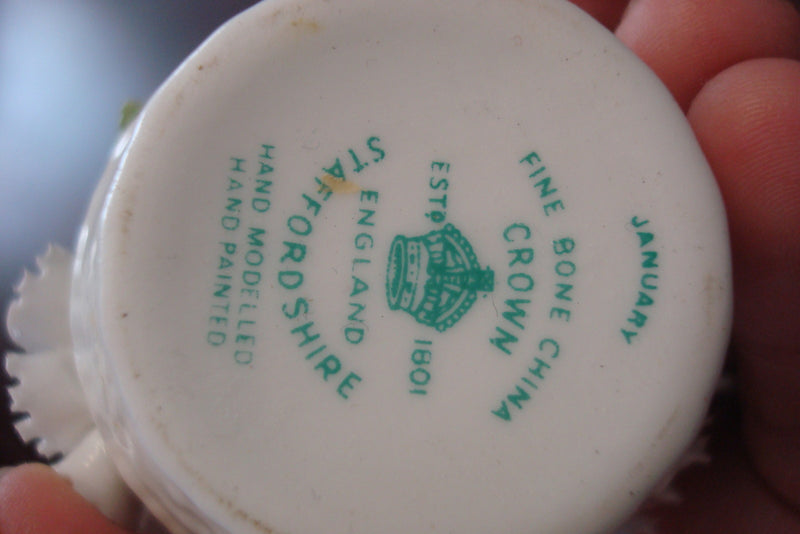 JANUARY
FINE BONE CHINA
CROWN
ESTD 1801
ENGLAND
STAFFORDSHIRE
HAND MODELLED
HAND PAINTED